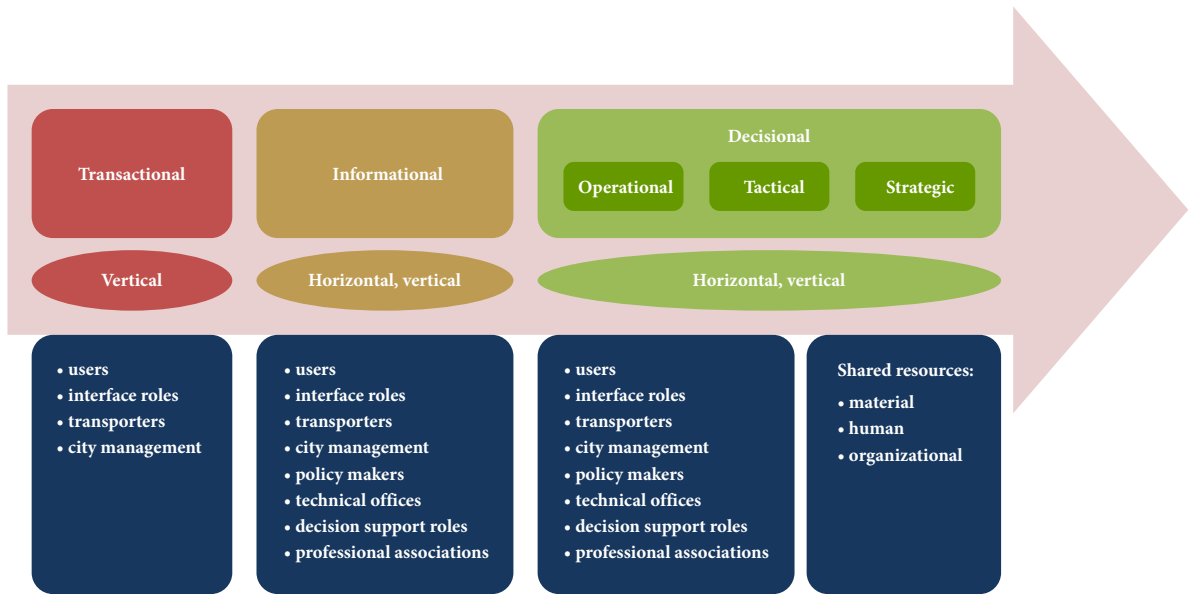 Transactional
Informational
Decisional
Operational
Tactical
Strategic
Vertical
Horizontal, vertical
Horizontal, vertical
• users
• interface roles
• transporters
• city management
• users
• interface roles
• transporters
• city management
• policy makers
• technical offices
• decision support roles
• professional associations
• users
• interface roles
• transporters
• city management
• policy makers
• technical offices
• decision support roles
• professional associations
Shared resources:
• material
• human
• organizational